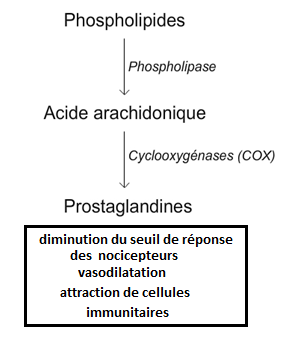 Phospholipides
Phospholipase
Acide arachidonique
Cyclooxygénases (COX)
Prostaglandines
diminution du seuil de réponse
des nocicepteurs
vasodilatation
attraction de cellules
immunitaires